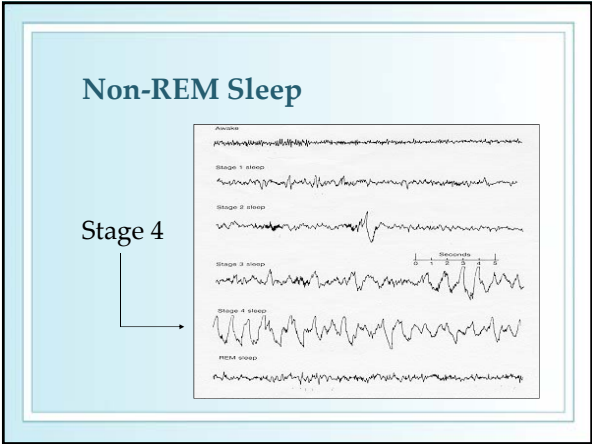 Non-REM Sleep
Awake
Stage 1 sleep
Stage 2 sleep
Stage 4
Seconds
0 1 2 3 4 5
Stage 3 sleep
Stage 4 sleep
REM sleep